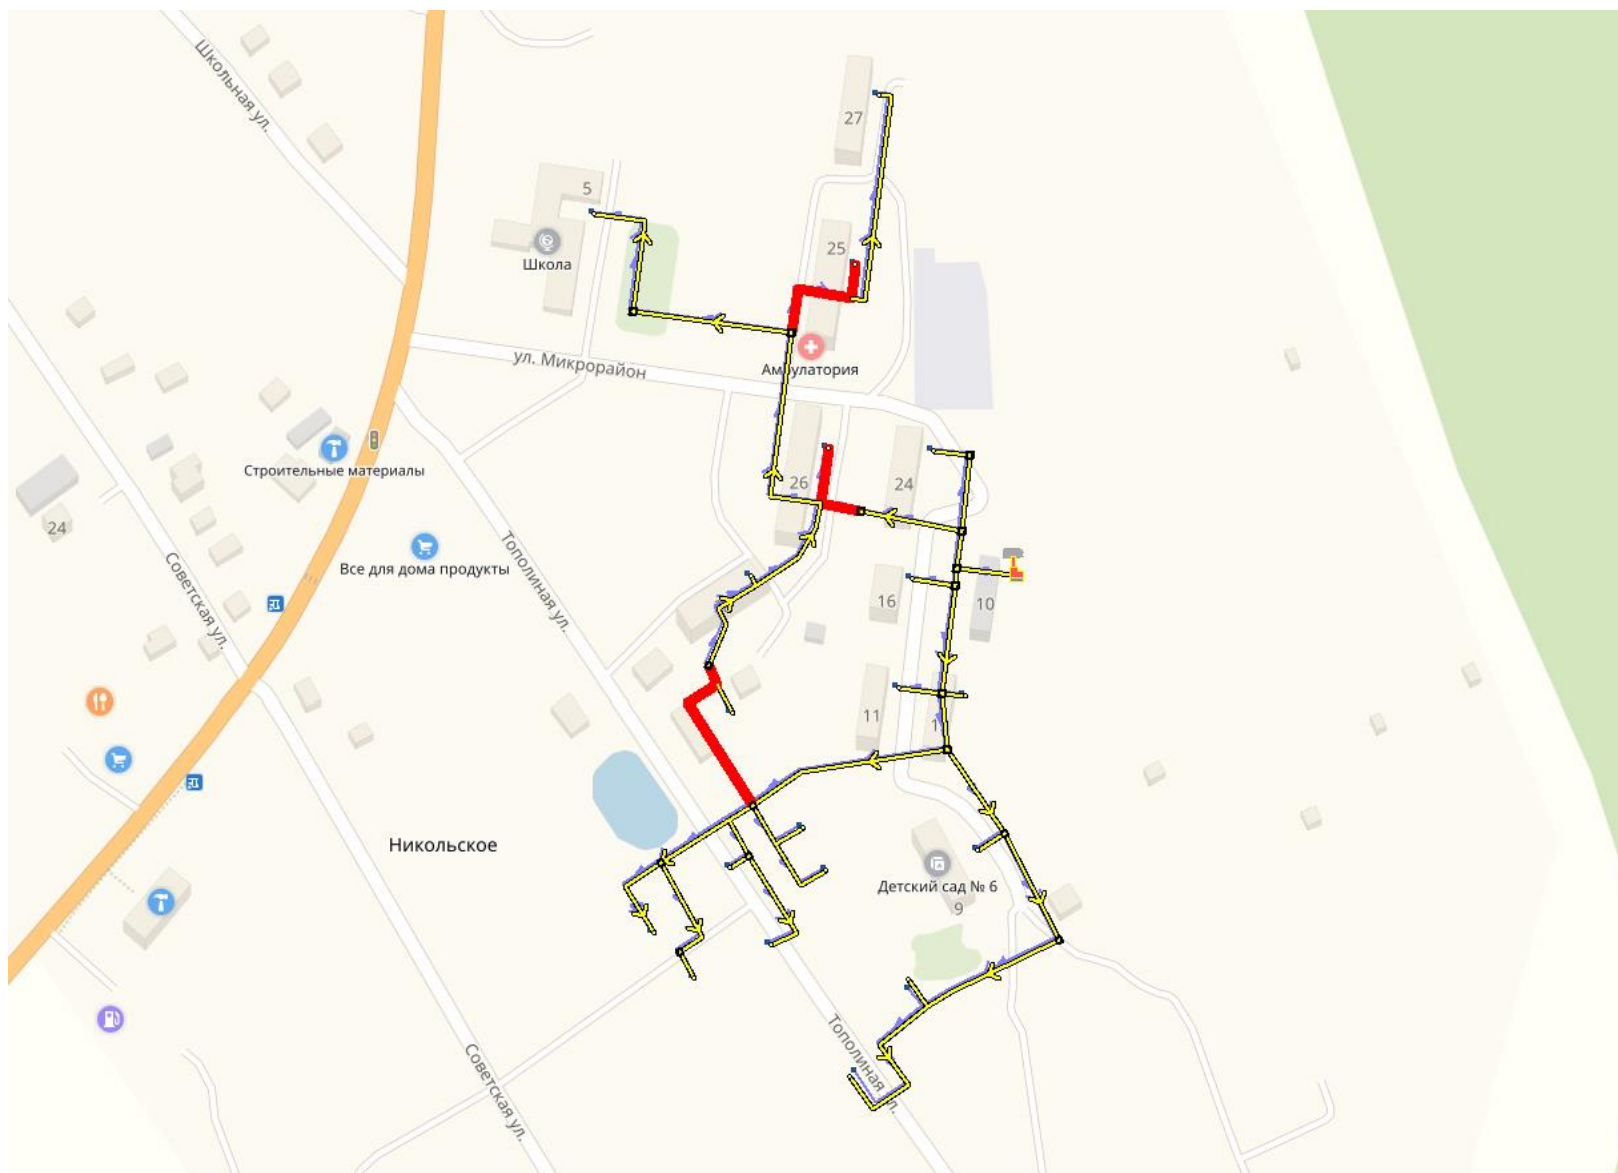 Школьная ул.
27
5
25
Школа
ул. Микрорайон
Амбулатория
Строительные материалы
26
24
24
Тополиная ул.
Все для дома продукты
Советская ул.
16
10
11
1
Никольское
Детский сад № 6
9
Тополиная ул.
Советская ул.